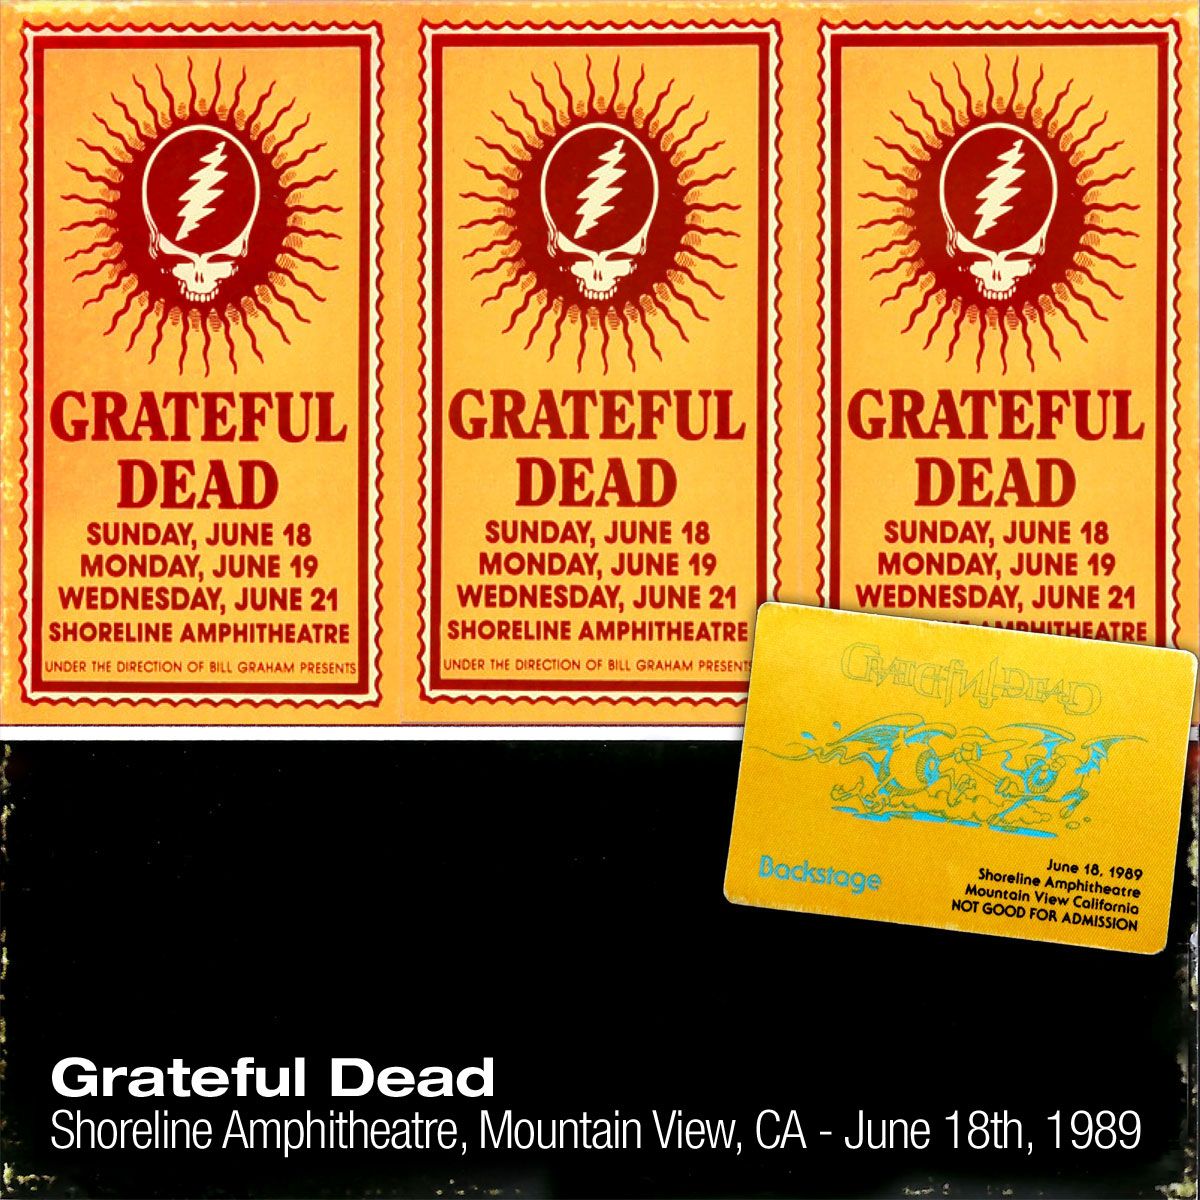 GRATEFUL
DEAD
SUNDAY, JUNE 18
MONDAY, JUNE 19
WEDNESDAY, JUNE 21
SHORELINE AMPHITHEATRE
UNDER THE DIRECTION OF BILL GRAHAM PRESENTS
GRATEFUL
DEAD
SUNDAY, JUNE 18
MONDAY, JUNE 19
WEDNESDAY, JUNE 21
SHORELINE AMPHITHEATRE
UNDER THE DIRECTION OF BILL GRAHAM PRESENTS
GRATEFUL
DEAD
SUNDAY, JUNE 18
MONDAY, JUNE 19
WEDNESDAY, JUNE 21
AMPHITHEATRE
GRATEFUL DEAD
Backstage
June 18, 1989
Shoreline Amphitheatre
Mountain View California
NOT GOOD FOR ADMISSION
Grateful Dead
Shoreline Amphitheatre, Mountain View, CA - June 18th, 1989